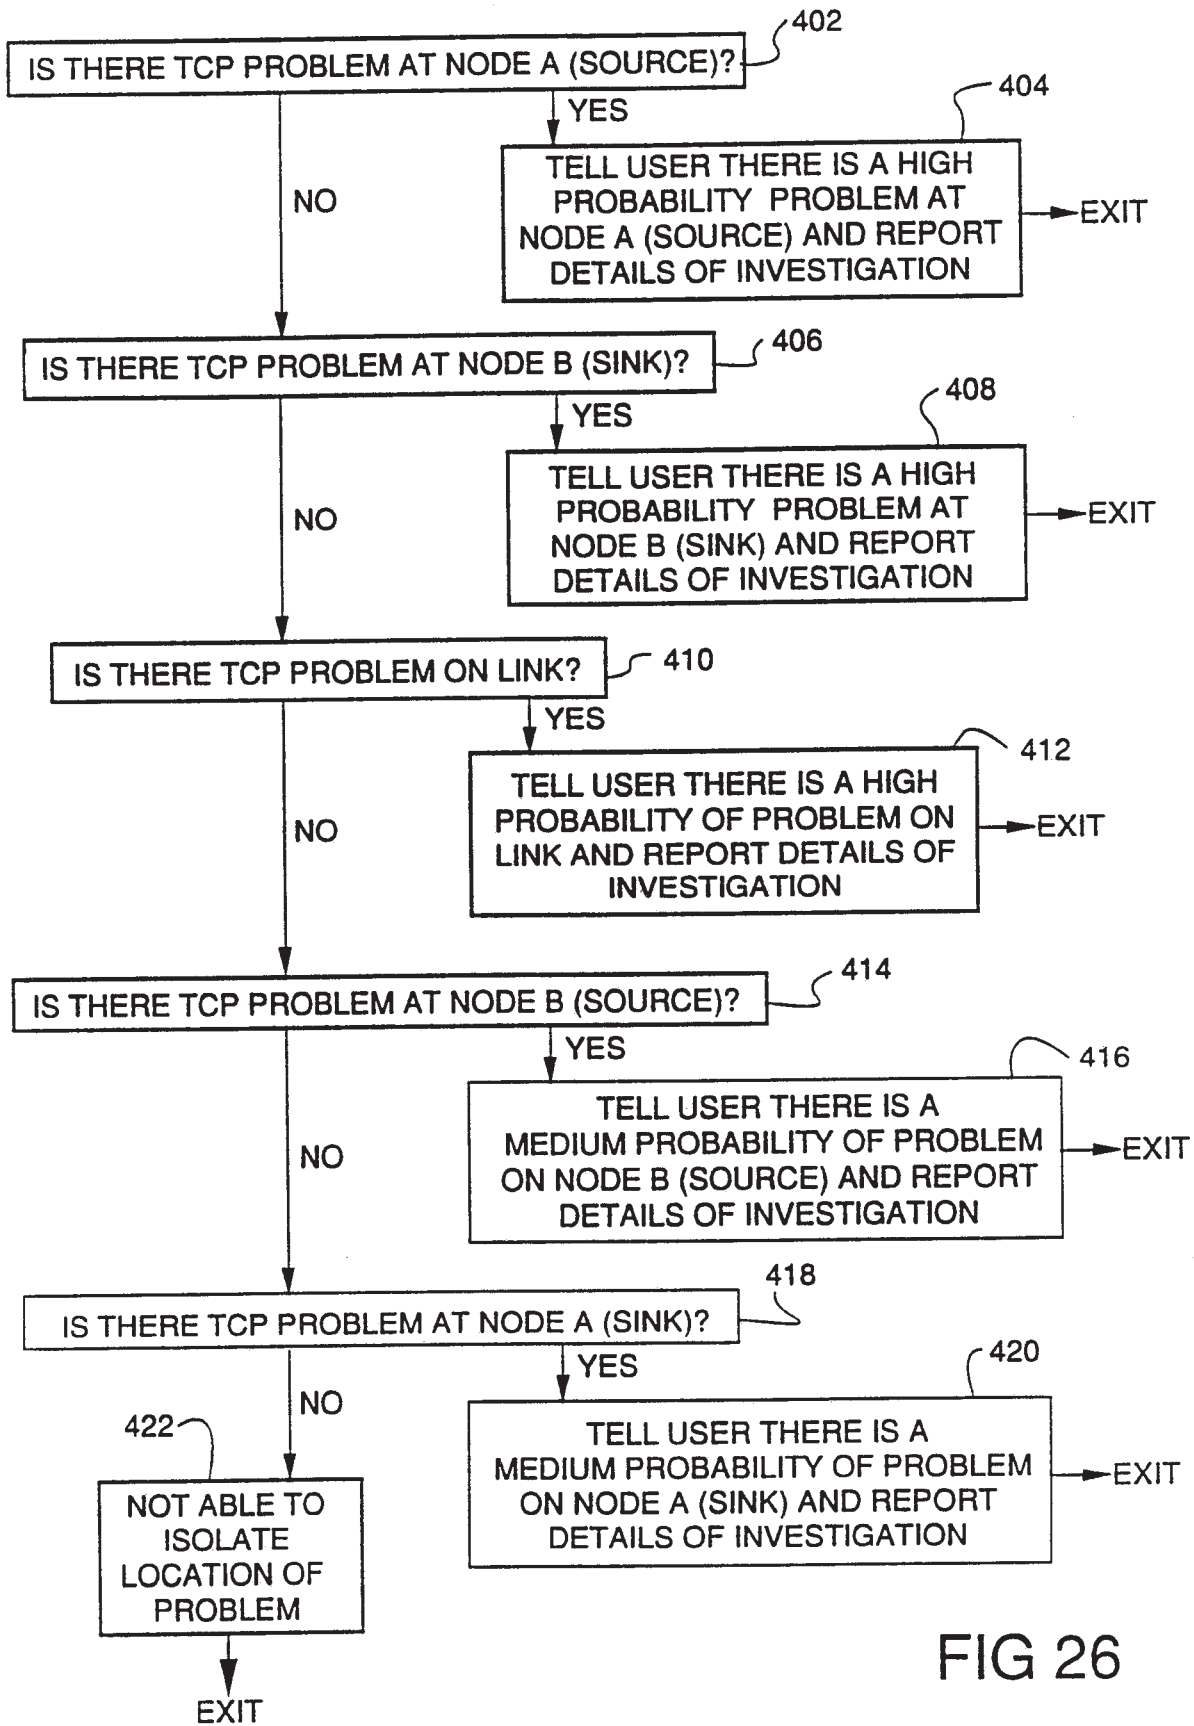 402
IS THERE TCP PROBLEM AT NODE A (SOURCE)?
YES
404
TELL USER THERE IS A HIGH
PROBABILITY PROBLEM AT
NODE A (SOURCE) AND REPORT
DETAILS OF INVESTIGATION
EXIT
NO
406
IS THERE TCP PROBLEM AT NODE B (SINK)?
YES
408
TELL USER THERE IS A HIGH
PROBABILITY PROBLEM AT
NODE B (SINK) AND REPORT
DETAILS OF INVESTIGATION
EXIT
NO
410
IS THERE TCP PROBLEM ON LINK?
YES
412
TELL USER THERE IS A HIGH
PROBABILITY OF PROBLEM ON
LINK AND REPORT DETAILS OF
INVESTIGATION
EXIT
NO
414
IS THERE TCP PROBLEM AT NODE B (SOURCE)?
YES
416
TELL USER THERE IS A
MEDIUM PROBABILITY OF PROBLEM
ON NODE B (SOURCE) AND REPORT
DETAILS OF INVESTIGATION
EXIT
NO
418
IS THERE TCP PROBLEM AT NODE A (SINK)?
YES
420
TELL USER THERE IS A
MEDIUM PROBABILITY OF PROBLEM
ON NODE A (SINK) AND REPORT
DETAILS OF INVESTIGATION
EXIT
NO
422
NOT ABLE TO
ISOLATE
LOCATION OF
PROBLEM
EXIT
FIG 26